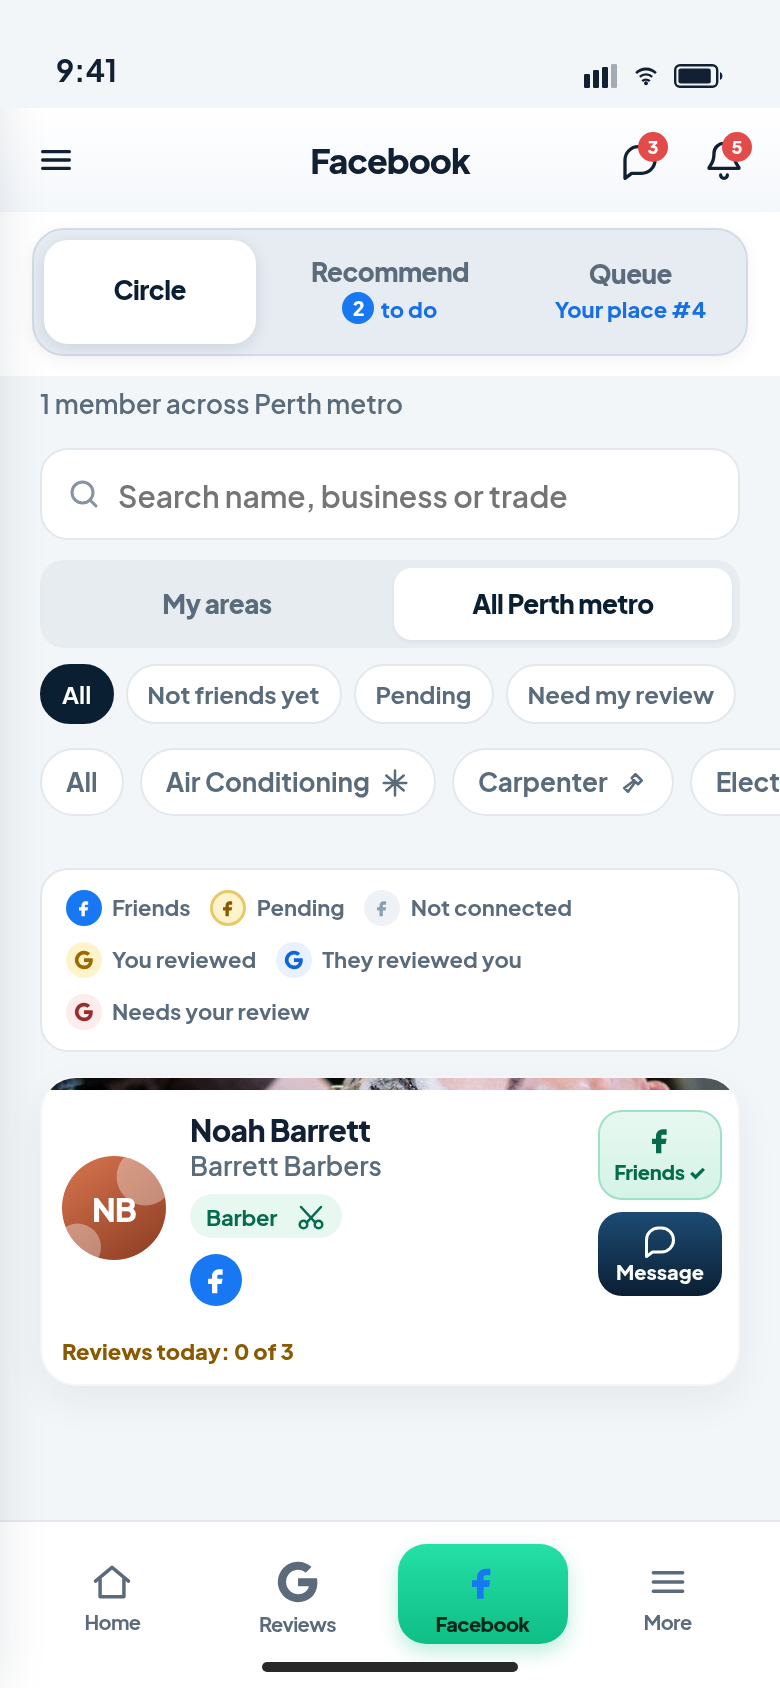 9:41
Facebook
3
5
Circle
Recommend
2 to do
Queue
Your place #4
1 member across Perth metro
Search name, business or trade
My areas
All Perth metro
All
Not friends yet
Pending
Need my review
All
Air Conditioning
Carpenter
Elect
Friends
Pending
Not connected
You reviewed
They reviewed you
Needs your review
NB
Noah Barrett
Barrett Barbers
Barber
Friends ✓
Message
Reviews today: 0 of 3
Home
Reviews
Facebook
More